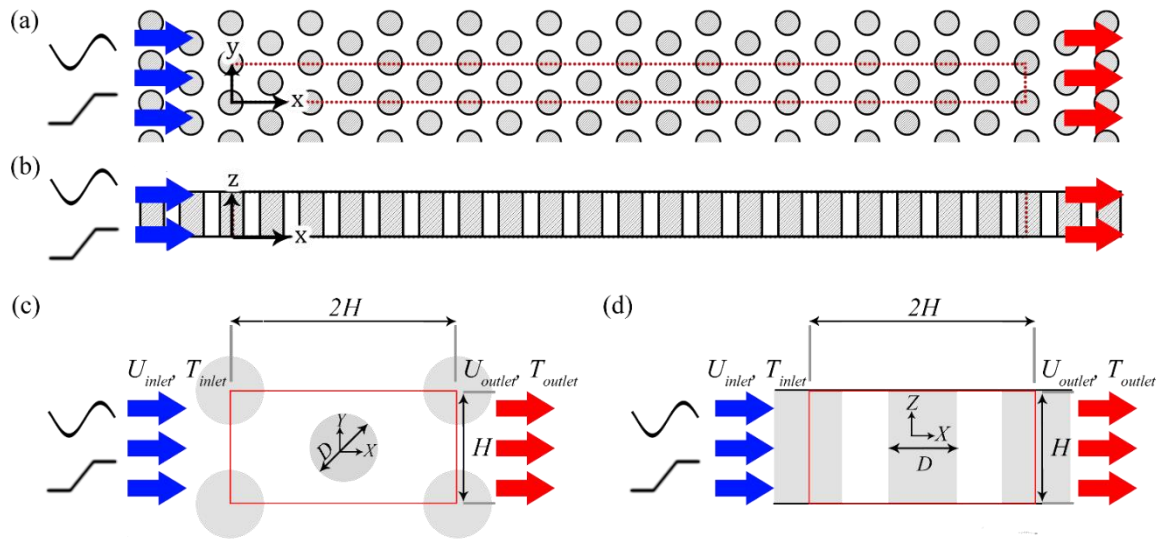 (a)
y
x
(b)
z
x
(c)
2H
U_inlet, T_inlet
U_outlet, T_outlet
Y
X
D
H
(d)
2H
U_inlet, T_inlet
U_outlet, T_outlet
Z
X
D
H